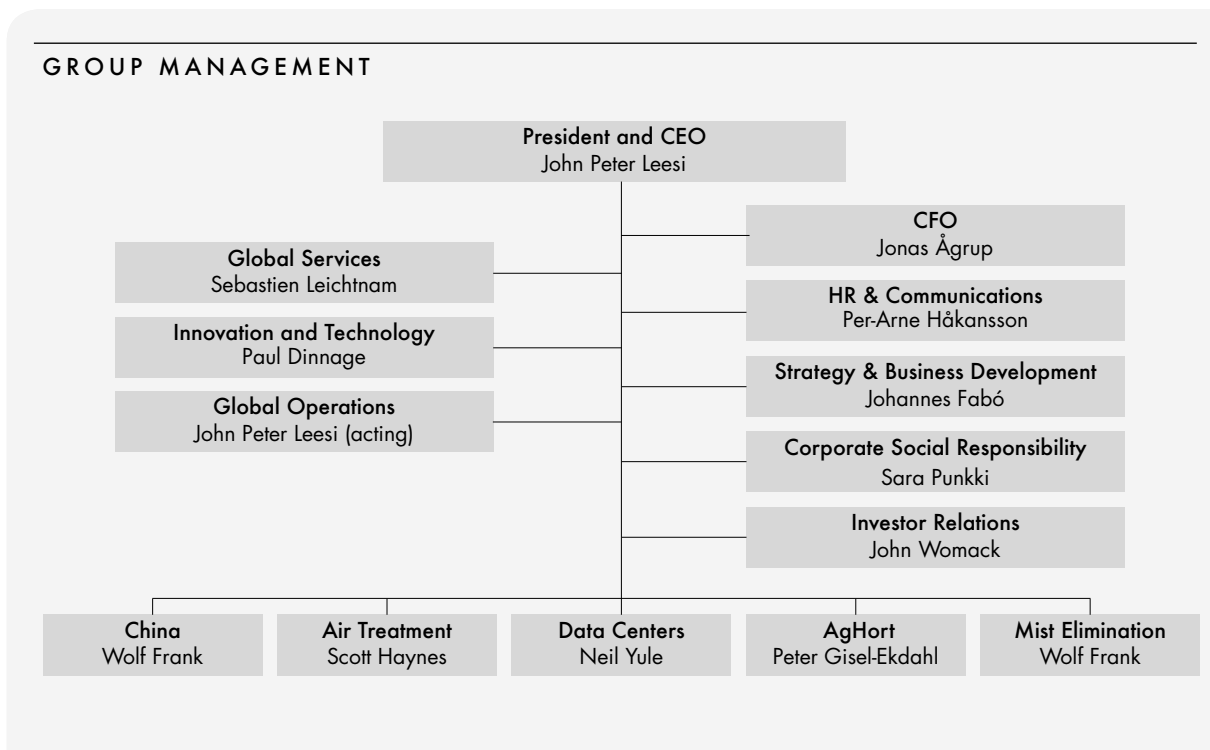 GROUP MANAGEMENT
President and CEO
John Peter Leesi
Global Services
Sebastien Leichtnam
Innovation and Technology
Paul Dinnage
Global Operations
John Peter Leesi (acting)
CFO
Jonas Ågrup
HR & Communications
Per-Arne Håkansson
Strategy & Business Development
Johannes Fabó
Corporate Social Responsibility
Sara Punkki
Investor Relations
John Womack
China
Wolf Frank
Air Treatment
Scott Haynes
Data Centers
Neil Yule
AgHort
Peter Gisel-Ekdahl
Mist Elimination
Wolf Frank